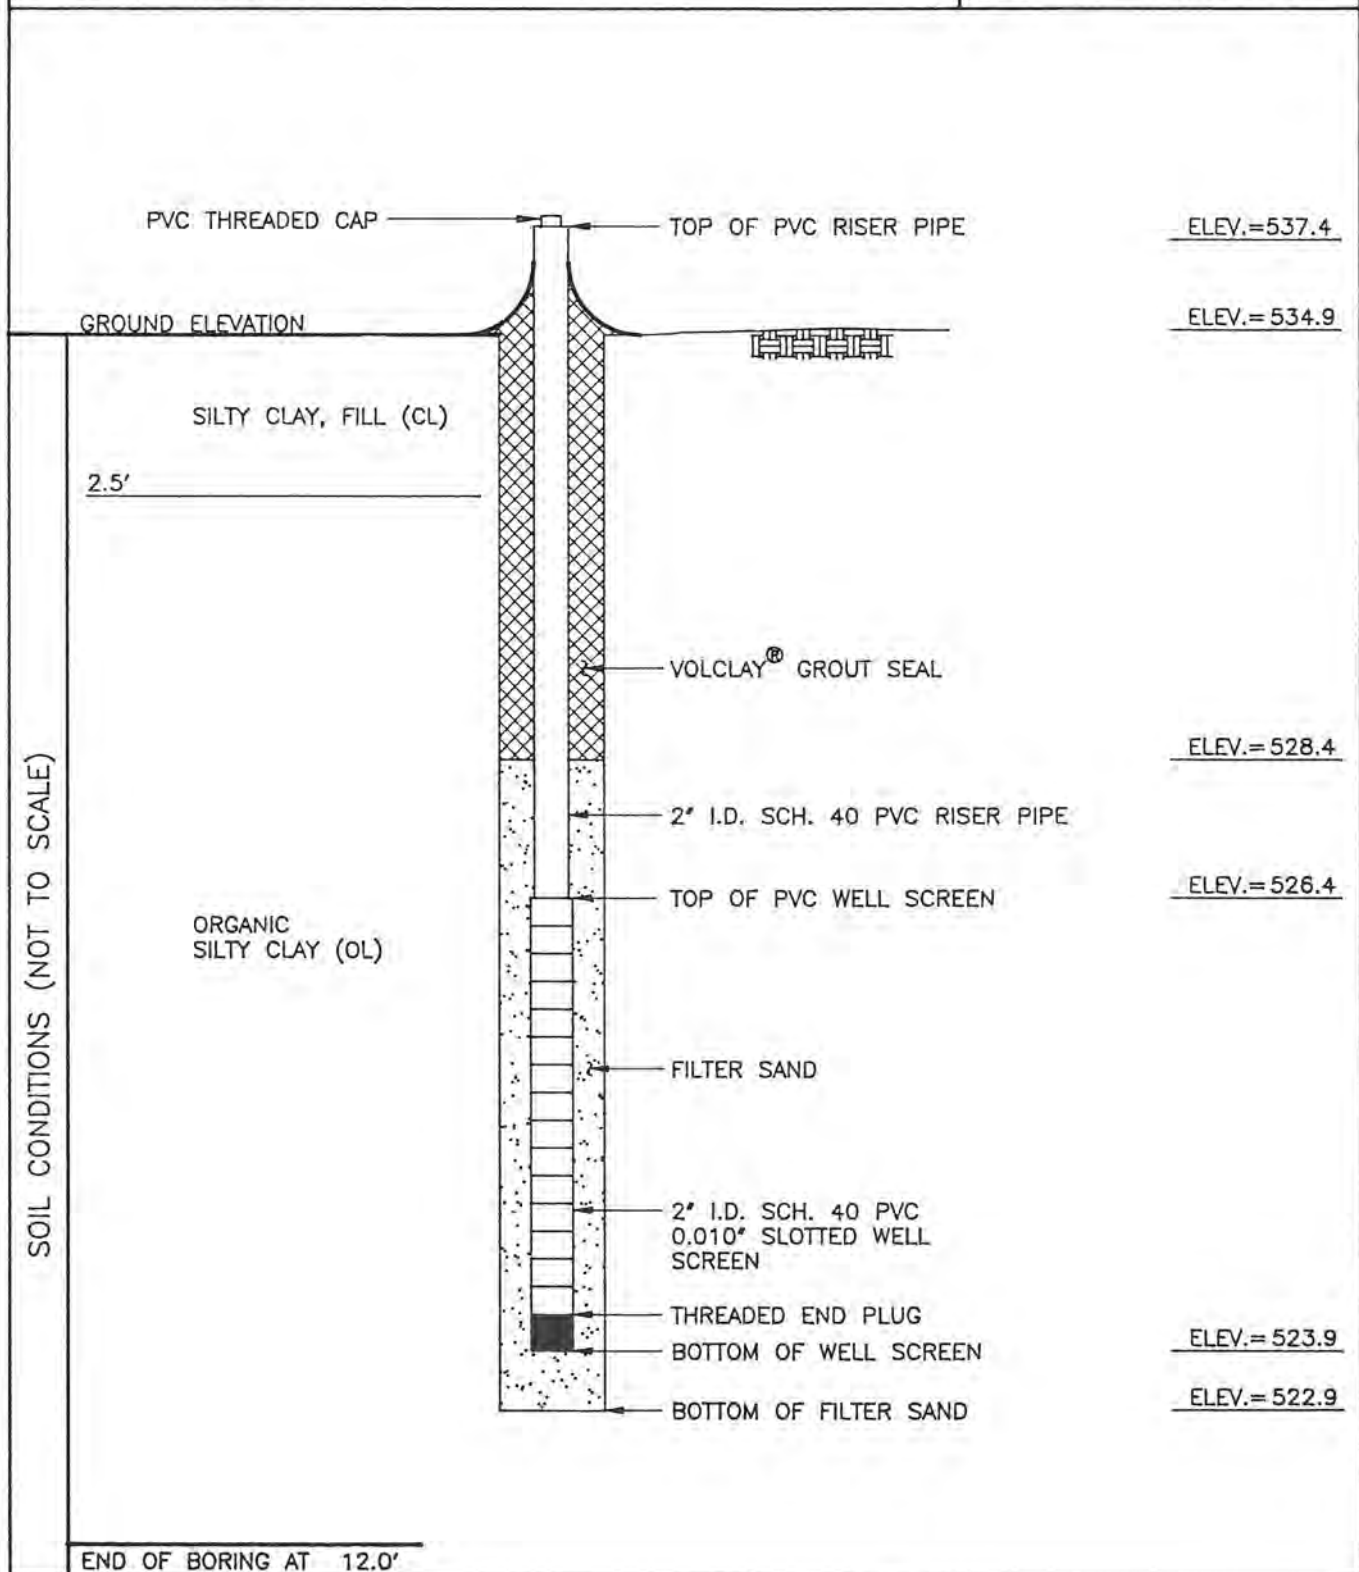 PVC THREADED CAP
TOP OF PVC RISER PIPE
ELEV.=537.4
GROUND ELEVATION
ELEV.=534.9
SILTY CLAY, FILL (CL)
2.5'
VOLCLAY® GROUT SEAL
ELEV.=528.4
2" I.D. SCH. 40 PVC RISER PIPE
TOP OF PVC WELL SCREEN
ELEV.=526.4
ORGANIC
SILTY CLAY (OL)
SOIL CONDITIONS (NOT TO SCALE)
FILTER SAND
2" I.D. SCH. 40 PVC
0.010" SLOTTED WELL
SCREEN
THREADED END PLUG
BOTTOM OF WELL SCREEN
ELEV.=523.9
BOTTOM OF FILTER SAND
ELEV.=522.9
END OF BORING AT 12.0'